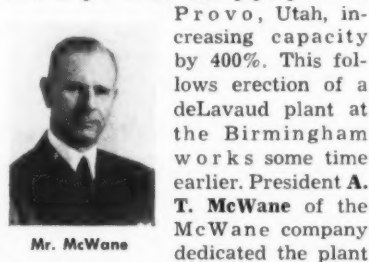 Provo, Utah, in-
creasing capacity
by 400%. This fol-
lows erection of a
deLavaud plant at
the Birmingham
works some time
earlier. President A.
T. McWane of the
McWane company
dedicated the plant
Mr. McWane